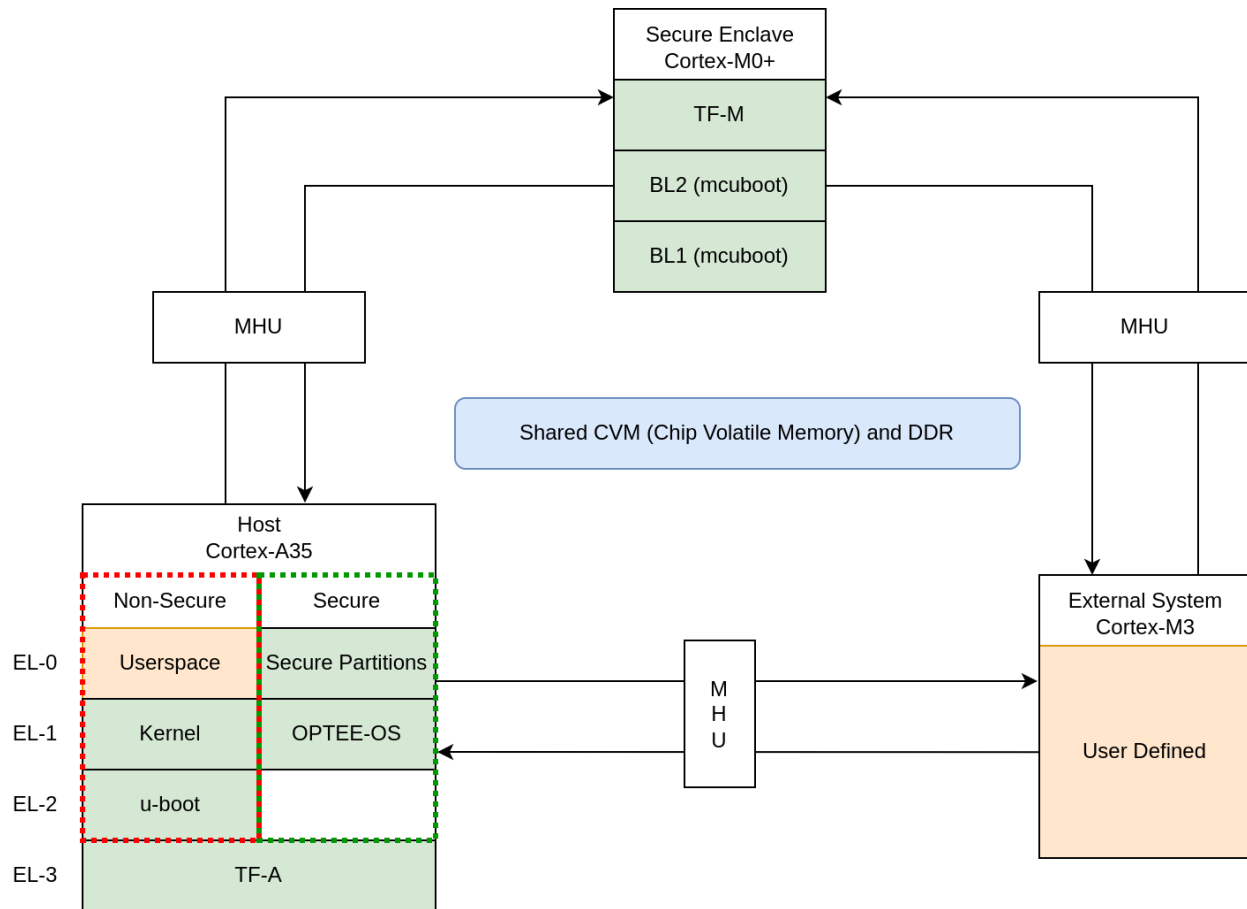 Secure Enclave
Cortex-M0+
TF-M
BL2 (mcuboot)
BL1 (mcuboot)
MHU
MHU
Shared CVM (Chip Volatile Memory) and DDR
Host
Cortex-A35
Non-Secure
Secure
External System
Cortex-M3
EL-0
Userspace
Secure Partitions
M
H
U
EL-1
Kernel
OPTEE-OS
User Defined
EL-2
u-boot
EL-3
TF-A